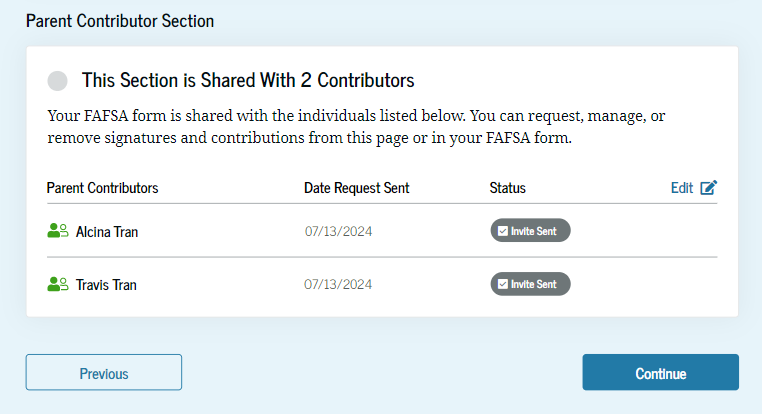 Parent Contributor Section
This Section is Shared With 2 Contributors
Your FAFSA form is shared with the individuals listed below. You can request, manage, or
remove signatures and contributions from this page or in your FAFSA form.
Parent Contributors Date Request Sent Status Edit
Alcina Tran 07/13/2024 Invite Sent
Travis Tran 07/13/2024 Invite Sent
Previous Continue